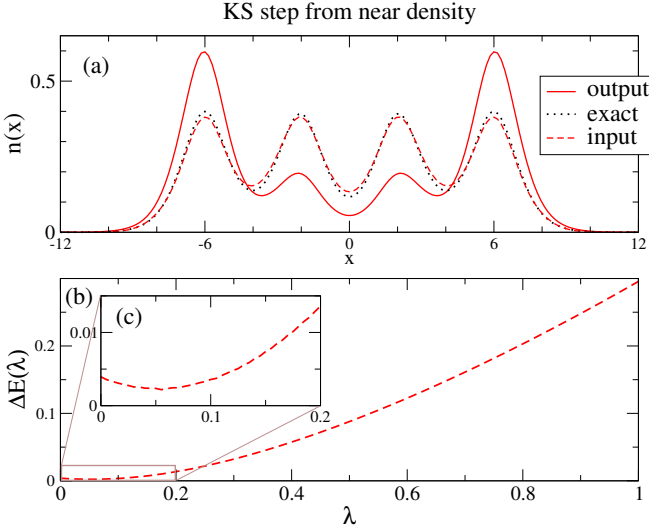 KS step from near density
(a)
0.5
0
n(x)
output
exact
input
-12
-6
0
6
12
x
(b)
(c)
0.01
0
0
0.1
0.2
0.2
0.1
0
ΔE(λ)
0
0.2
0.4
0.6
0.8
1
λ